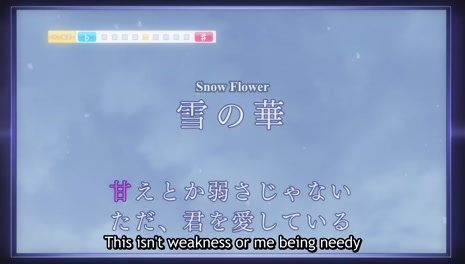 ♭
#
Snow Flower
雪の華
甘えとか弱さじゃない
ただ、君を愛している
This isn't weakness or me being needy